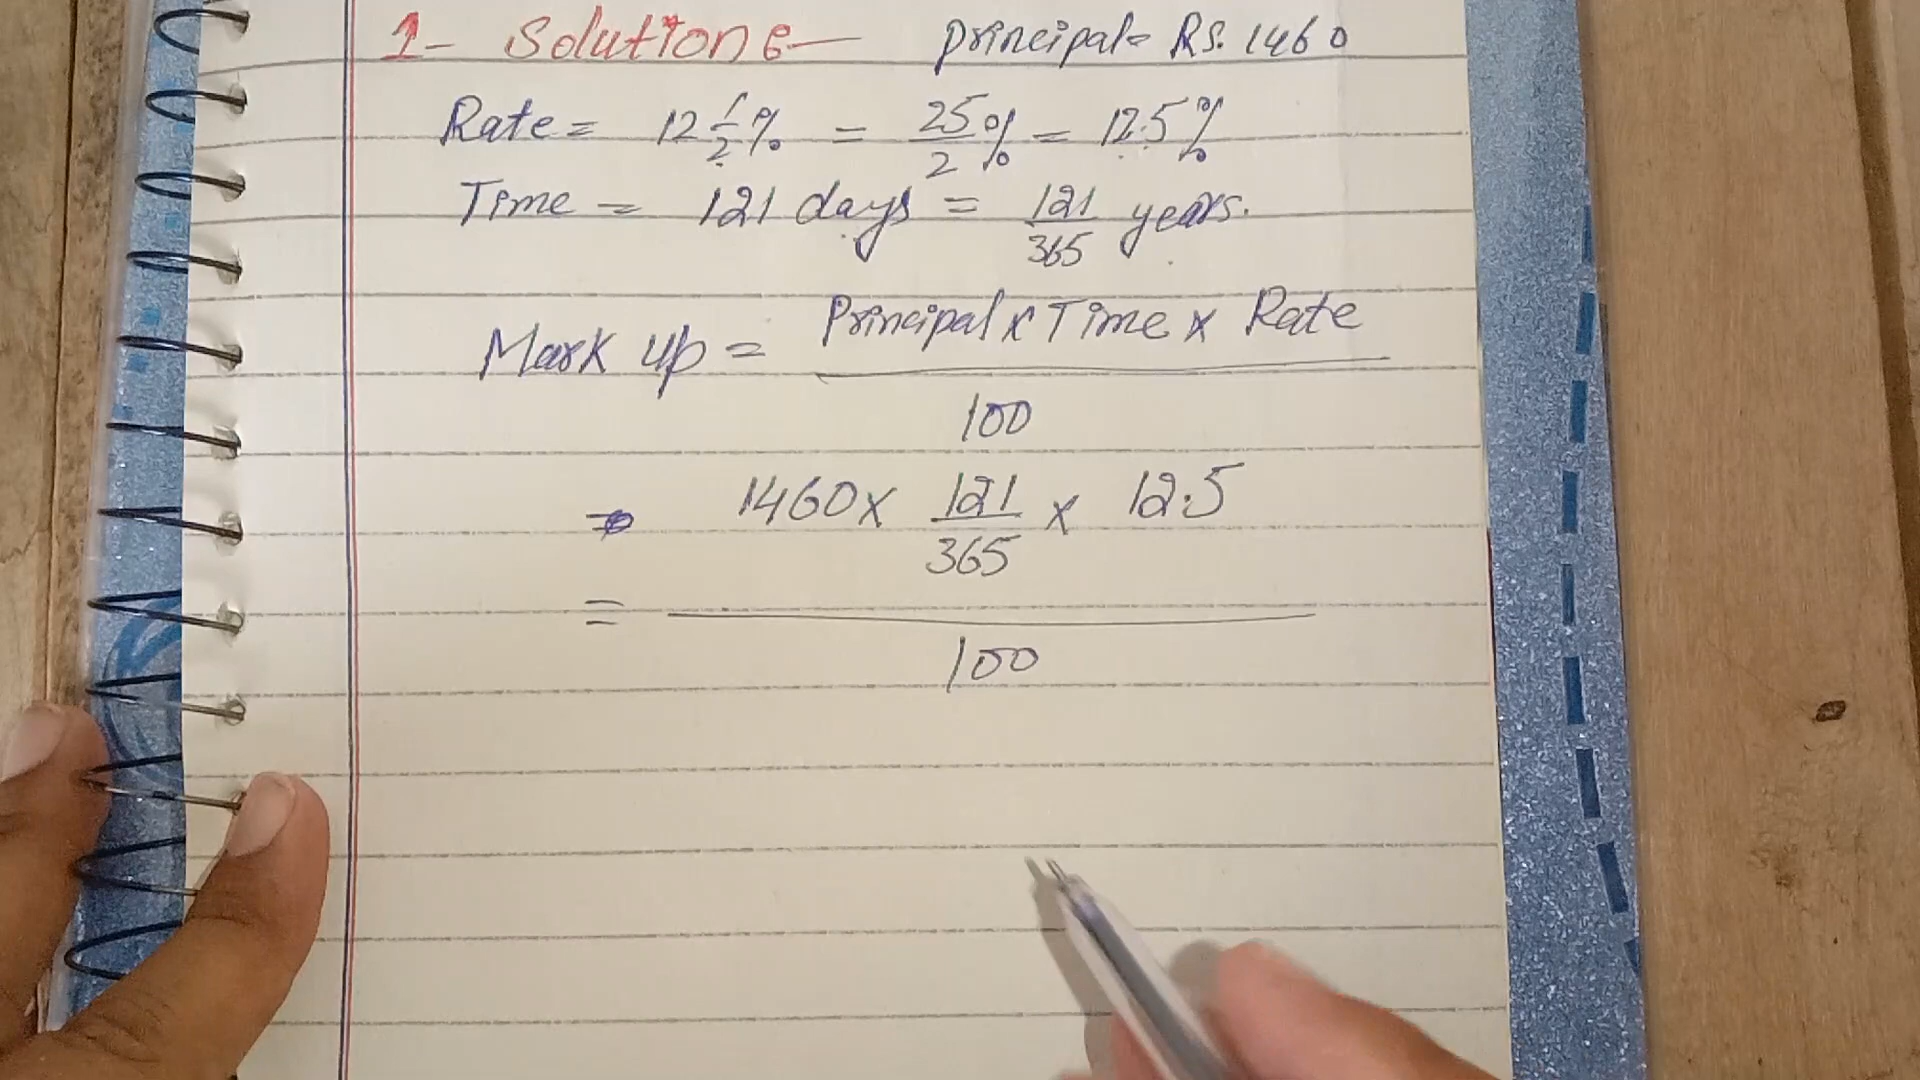 1- Solution:- principal= Rs. 1460
Rate = 12 1/2 % = 25/2 % = 12.5%
Time = 121 days = 121/365 years.
Mark up = Principal x Time x Rate
100
1460 x 121/365 x 12.5
=
100